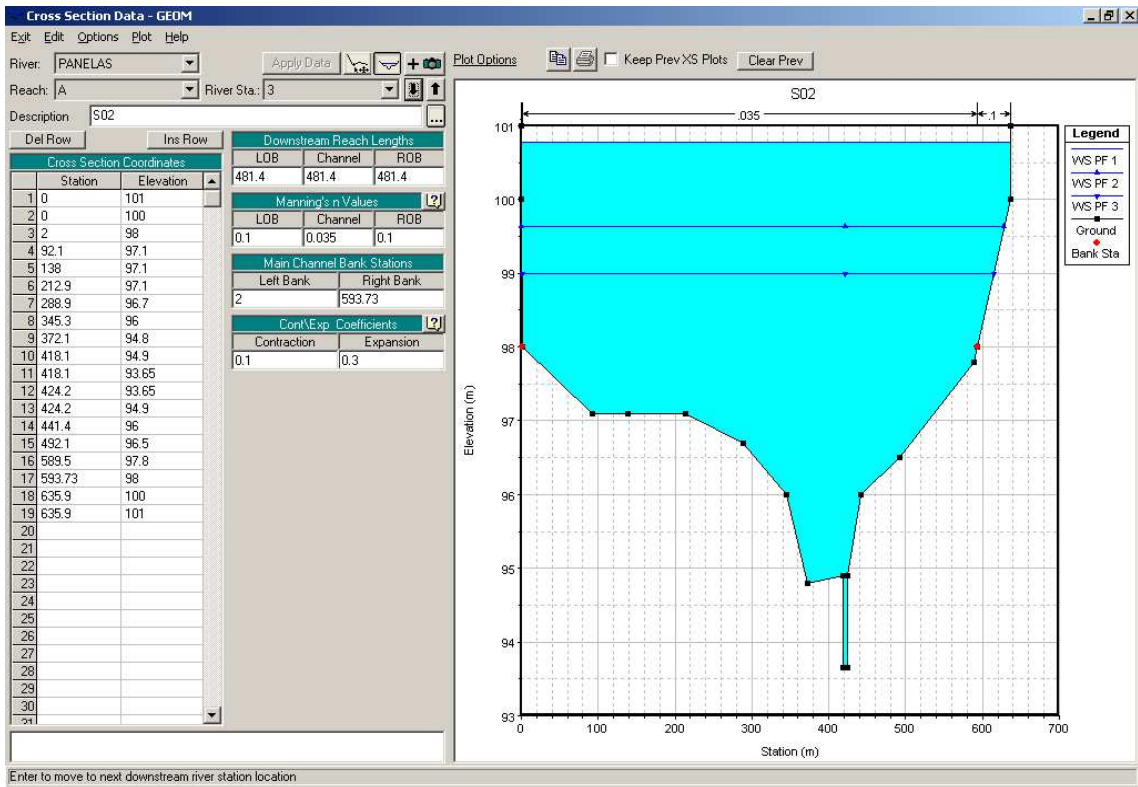 Cross Section Data - GEOM
Exit Edit Options Plot Help
River: PANELAS
Apply Data
Plot Options
Keep Prev XS Plots
Clear Prev
Reach: A
River Sta.: 3
Description S02
...
Del Row
Ins Row
Cross Section Coordinates
Station Elevation
1 0 101
2 0 100
3 2 98
4 92.1 97.1
5 138 97.1
6 212.9 97.1
7 288.9 96.7
8 345.3 96
9 372.1 94.8
10 418.1 94.9
11 418.1 93.65
12 424.2 93.65
13 424.2 94.9
14 441.4 96
15 492.1 96.5
16 589.5 97.8
17 593.73 98
18 635.9 100
19 635.9 101
20
21
22
23
24
25
26
27
28
29
30
31
Downstream Reach Lengths
LOB Channel ROB
481.4 481.4 481.4
Manning's n Values
?
LOB Channel ROB
0.1 0.035 0.1
Main Channel Bank Stations
Left Bank Right Bank
2 593.73
Cont\Exp Coefficients
?
Contraction Expansion
0.1 0.3
S02
.035
.1
101
100
99
98
97
96
95
94
93
Elevation (m)
0 100 200 300 400 500 600 700
Station (m)
Legend
WS PF 1
WS PF 2
WS PF 3
Ground
Bank Sta
Enter to move to next downstream river station location